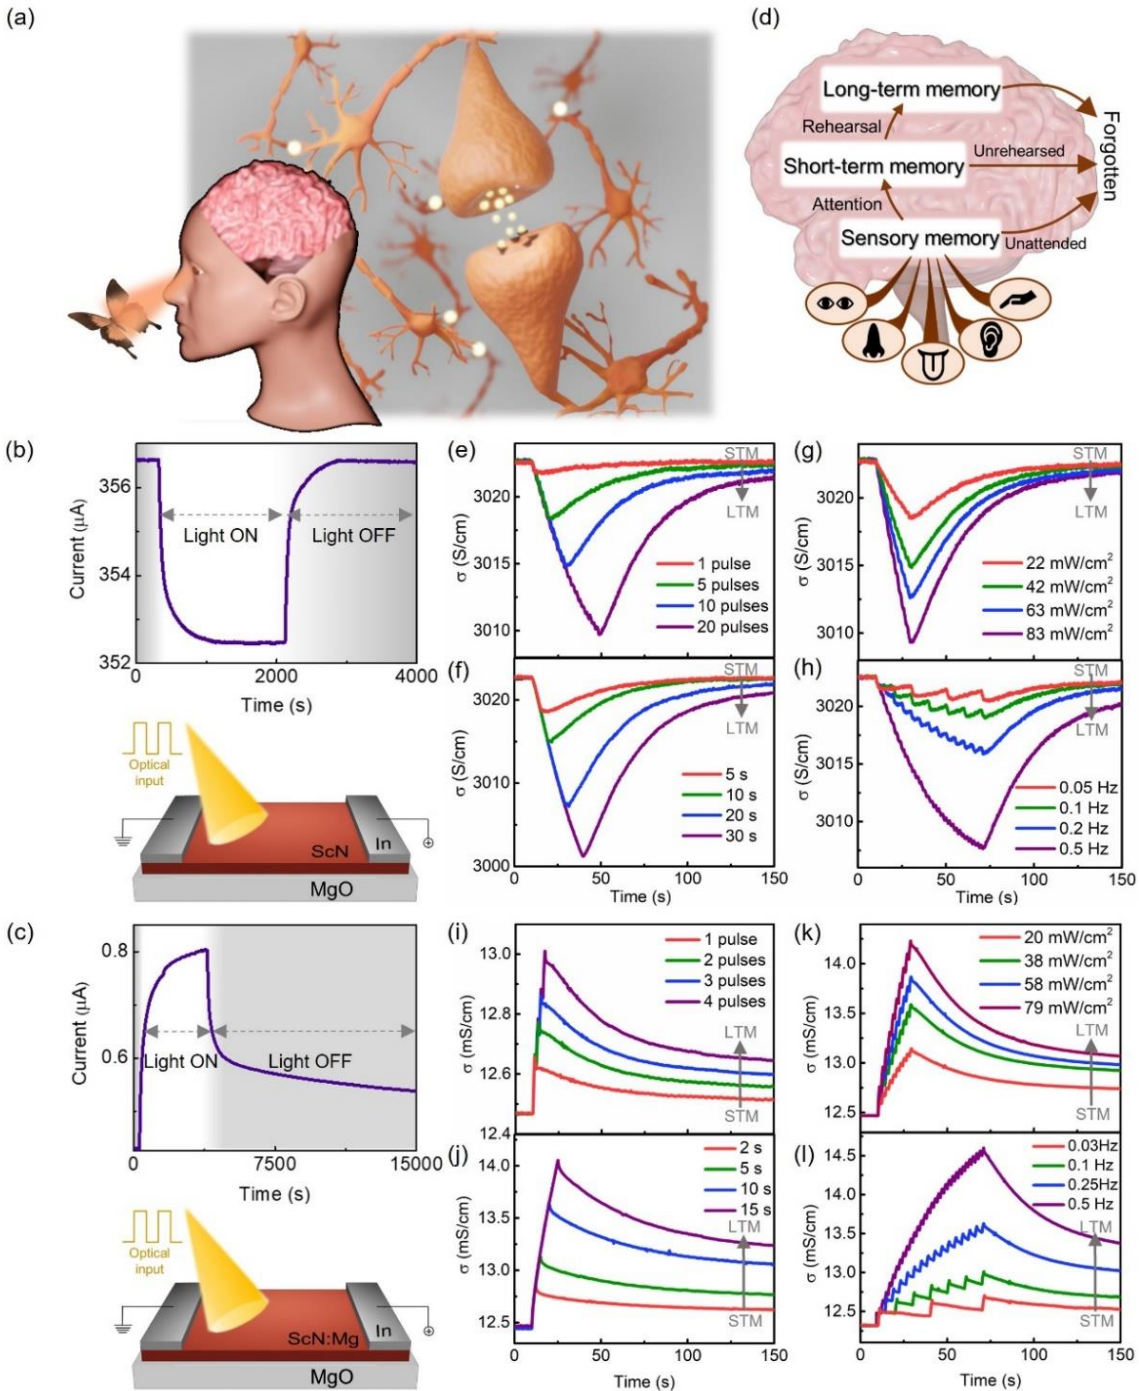 (a)
(d)
Long-term memory
Rehearsal
Short-term memory
Unrehearsed
Attention
Sensory memory
Unattended
Forgotten
(b)
Current (μA)
356
354
352
Light ON
Light OFF
0
2000
4000
Time (s)
Optical
input
ScN
In
MgO
(e)
σ (S/cm)
3020
3015
3010
STM
LTM
1 pulse
5 pulses
10 pulses
20 pulses
(g)
σ (S/cm)
3020
3015
3010
STM
LTM
22 mW/cm²
42 mW/cm²
63 mW/cm²
83 mW/cm²
(f)
σ (S/cm)
3020
3010
3000
STM
LTM
5 s
10 s
20 s
30 s
0
50
100
150
Time (s)
(h)
σ (S/cm)
3020
3015
3010
STM
LTM
0.05 Hz
0.1 Hz
0.2 Hz
0.5 Hz
0
50
100
150
Time (s)
(c)
Current (μA)
0.8
0.6
Light ON
Light OFF
0
7500
15000
Time (s)
Optical
input
ScN:Mg
In
MgO
(i)
σ (mS/cm)
13.0
12.8
12.6
12.4
1 pulse
2 pulses
3 pulses
4 pulses
LTM
STM
(k)
σ (mS/cm)
14.0
13.5
13.0
12.5
20 mW/cm²
38 mW/cm²
58 mW/cm²
79 mW/cm²
LTM
STM
(j)
σ (mS/cm)
14.0
13.5
13.0
12.5
2 s
5 s
10 s
15 s
LTM
STM
0
50
100
150
Time (s)
(l)
σ (mS/cm)
14.5
14.0
13.5
13.0
12.5
0.03Hz
0.1 Hz
0.25Hz
0.5 Hz
LTM
STM
0
50
100
150
Time (s)